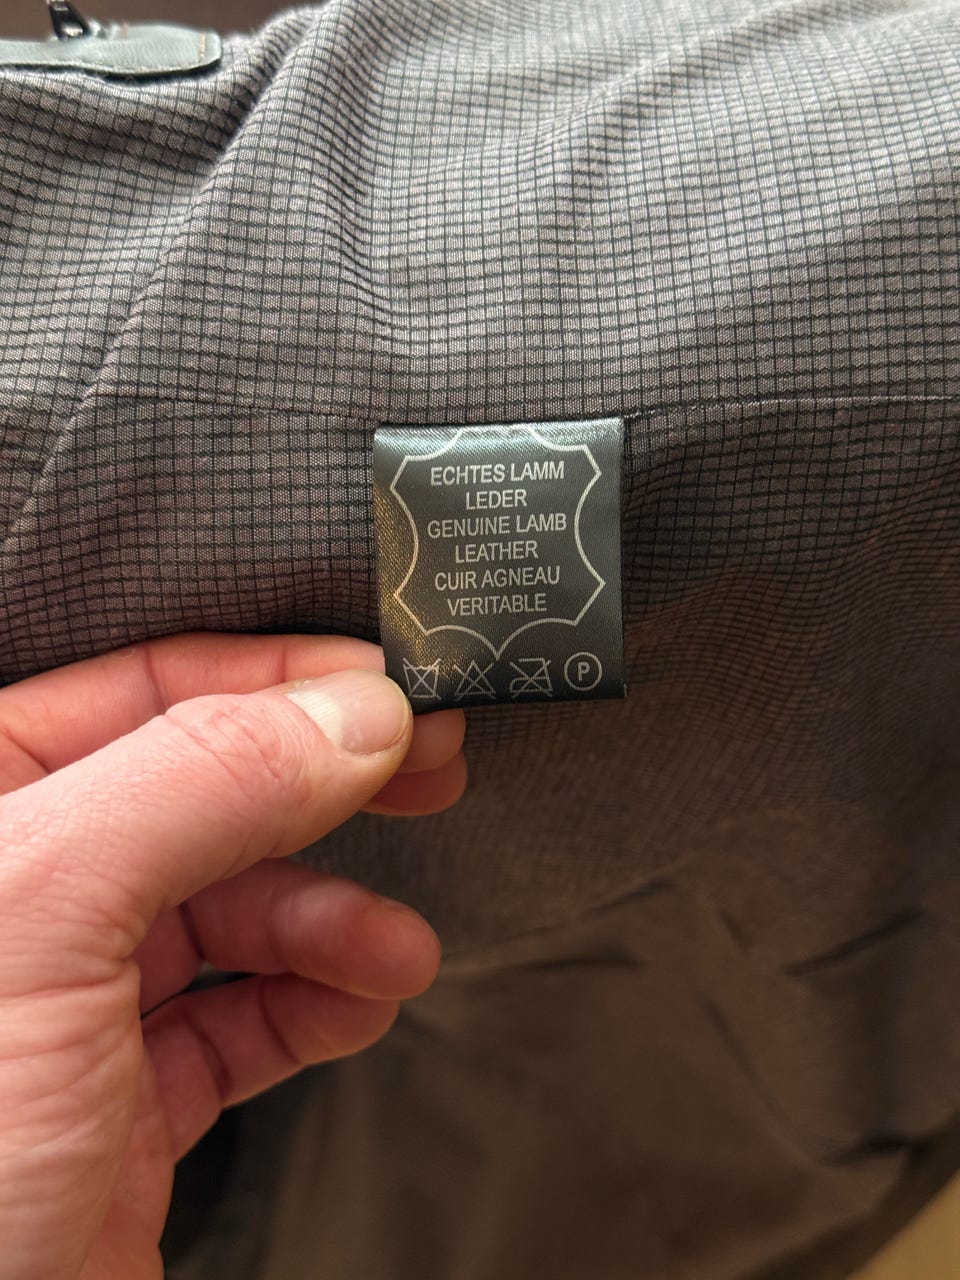 ECHTES LAMM
LEDER
GENUINE LAMB
LEATHER
CUIR AGNEAU
VERITABLE
P